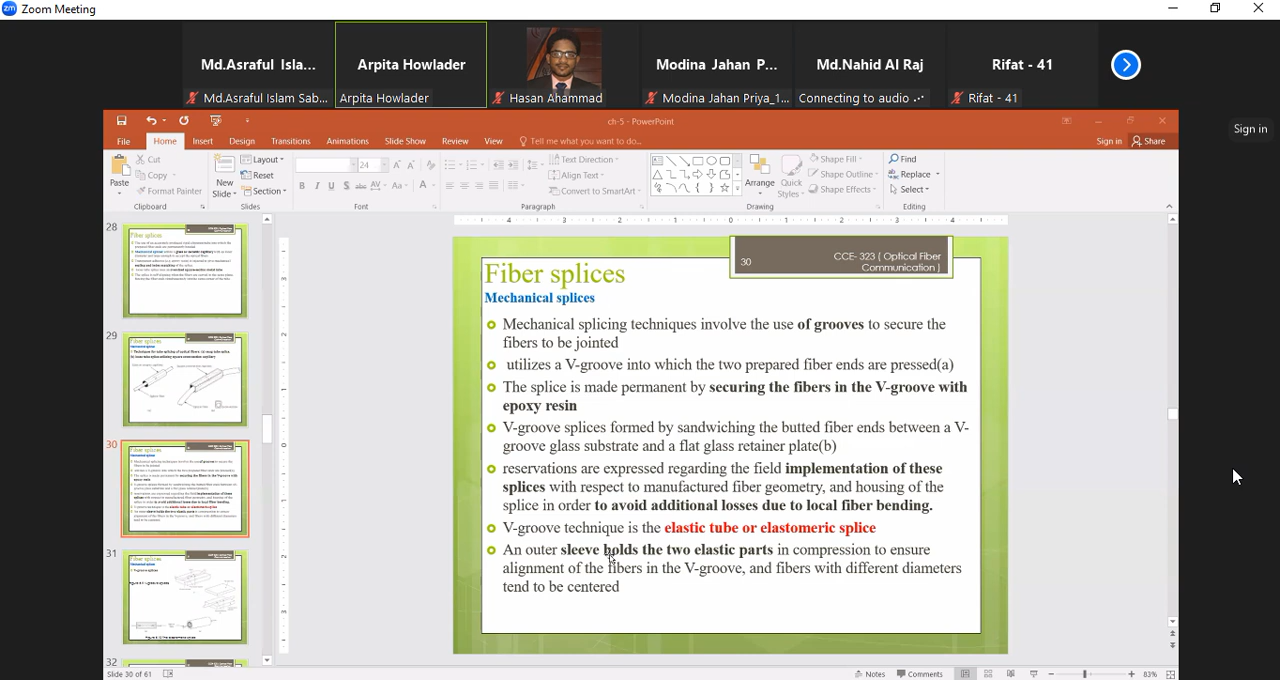 Zoom Meeting
Md.Asraful Isla...
Arpita Howlader
Modina Jahan P...
Md.Nahid Al Raj
Rifat - 41
Md.Asraful Islam Sab...
Arpita Howlader
Hasan Ahammad
Modina Jahan Priya_1...
Connecting to audio ...
Rifat - 41
Sign in
ch-5 - PowerPoint
File
Home
Insert
Design
Transitions
Animations
Slide Show
Review
View
Tell me what you want to do...
Sign in
Share
Paste
Cut
Copy
Format Painter
Clipboard
New
Slide
Layout
Reset
Section
Slides
24
B I U S abc AV Aa A
Font
Text Direction
Align Text
Convert to SmartArt
Paragraph
Arrange
Quick
Styles
Shape Fill
Shape Outline
Shape Effects
Drawing
Find
Replace
Select
Editing
28
Fiber splices
29
Fiber splices
30
Fiber splices
31
Fiber splices
32
30
CCE- 323 ( Optical Fiber
Communication )
Fiber splices
Mechanical splices
Mechanical splicing techniques involve the use of grooves to secure the
fibers to be jointed
utilizes a V-groove into which the two prepared fiber ends are pressed(a)
The splice is made permanent by securing the fibers in the V-groove with
epoxy resin
V-groove splices formed by sandwiching the butted fiber ends between a V-
groove glass substrate and a flat glass retainer plate(b)
reservations are expressed regarding the field implementation of these
splices with respect to manufactured fiber geometry, and housing of the
splice in order to avoid additional losses due to local fiber bending.
V-groove technique is the elastic tube or elastomeric splice
An outer sleeve holds the two elastic parts in compression to ensure
alignment of the fibers in the V-groove, and fibers with different diameters
tend to be centered
Slide 30 of 61
Notes
Comments
83%